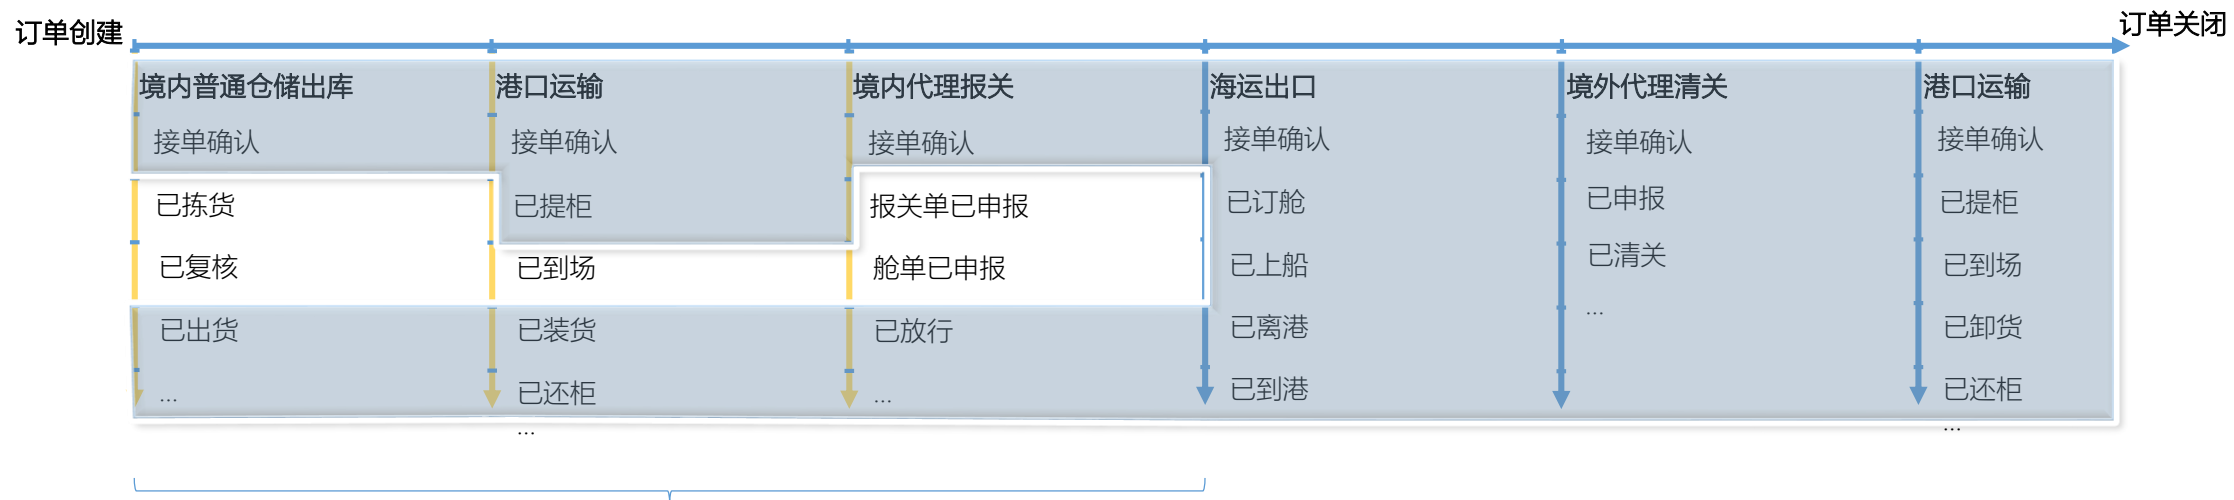 订单创建
订单关闭
境内普通仓储出库
接单确认
已拣货
已复核
已出货
...
港口运输
接单确认
已提柜
已到场
已装货
已还柜
...
境内代理报关
接单确认
报关单已申报
舱单已申报
已放行
...
海运出口
接单确认
已订舱
已上船
已离港
已到港
境外代理清关
接单确认
已申报
已清关
...
港口运输
接单确认
已提柜
已到场
已卸货
已还柜
...